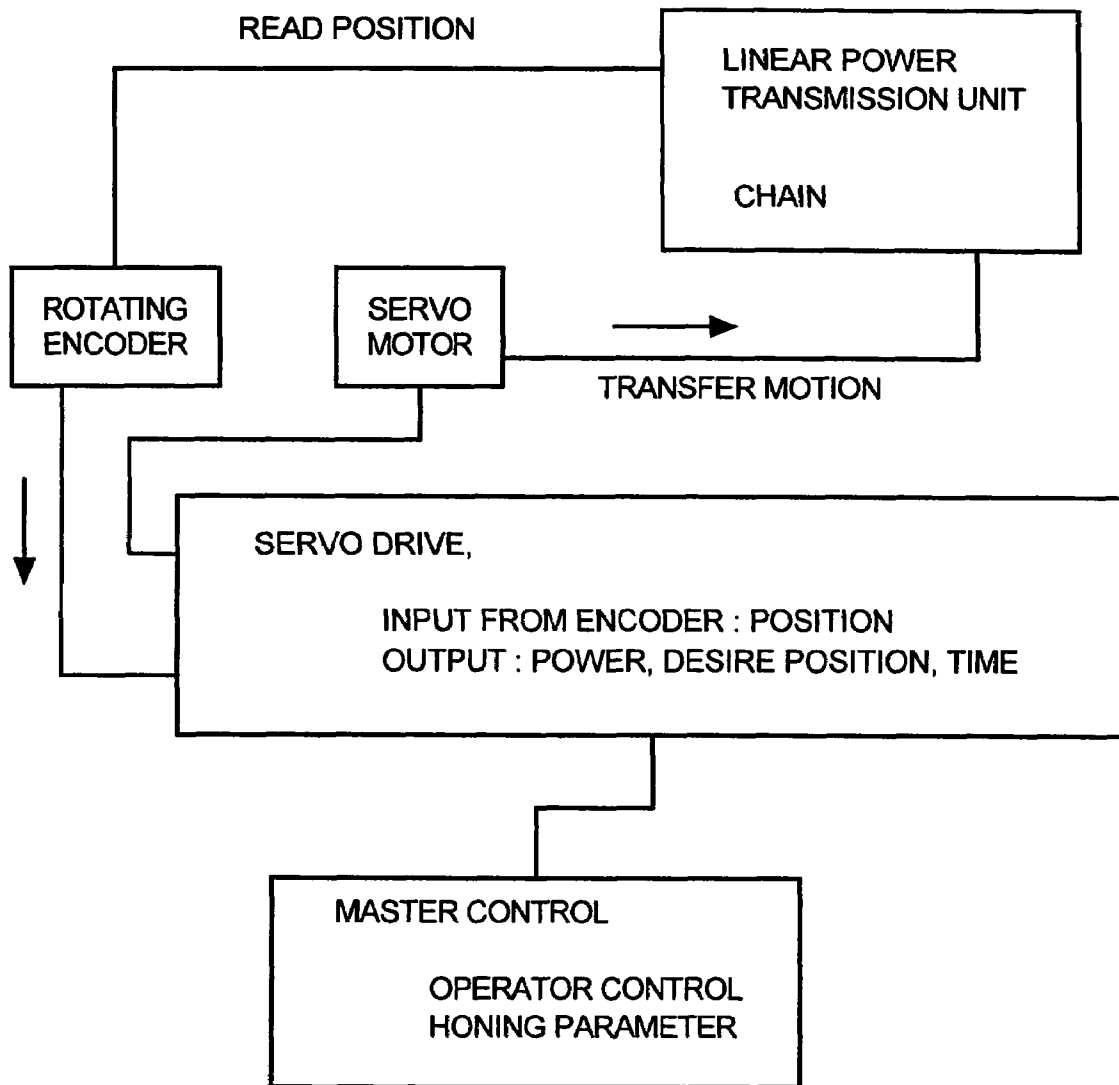 READ POSITION
LINEAR POWER
TRANSMISSION UNIT
CHAIN
ROTATING
ENCODER
SERVO
MOTOR
TRANSFER MOTION
SERVO DRIVE,
INPUT FROM ENCODER : POSITION
OUTPUT : POWER, DESIRE POSITION, TIME
MASTER CONTROL
OPERATOR CONTROL
HONING PARAMETER